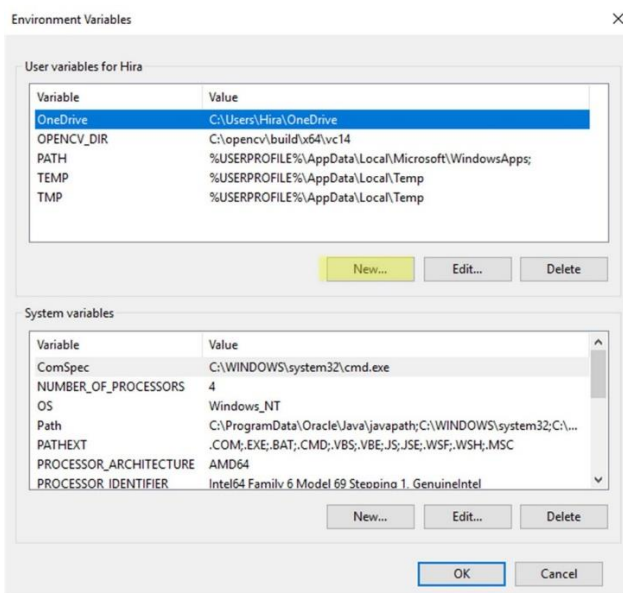 Environment Variables
User variables for Hira
Variable Value
OneDrive C:\Users\Hira\OneDrive
OPENCV_DIR C:\opencv\build\x64\vc14
PATH %USERPROFILE%\AppData\Local\Microsoft\WindowsApps;
TEMP %USERPROFILE%\AppData\Local\Temp
TMP %USERPROFILE%\AppData\Local\Temp
New... Edit... Delete
System variables
Variable Value
ComSpec C:\WINDOWS\system32\cmd.exe
NUMBER_OF_PROCESSORS 4
OS Windows_NT
Path C:\ProgramData\Oracle\Java\javapath;C:\WINDOWS\system32;C:\...
PATHEXT .COM;.EXE;.BAT;.CMD;.VBS;.VBE;.JS;.JSE;.WSF;.WSH;.MSC
PROCESSOR_ARCHITECTURE AMD64
PROCESSOR_IDENTIFIER Intel64 Family 6 Model 69 Stepping 1, GenuineIntel
New... Edit... Delete
OK Cancel